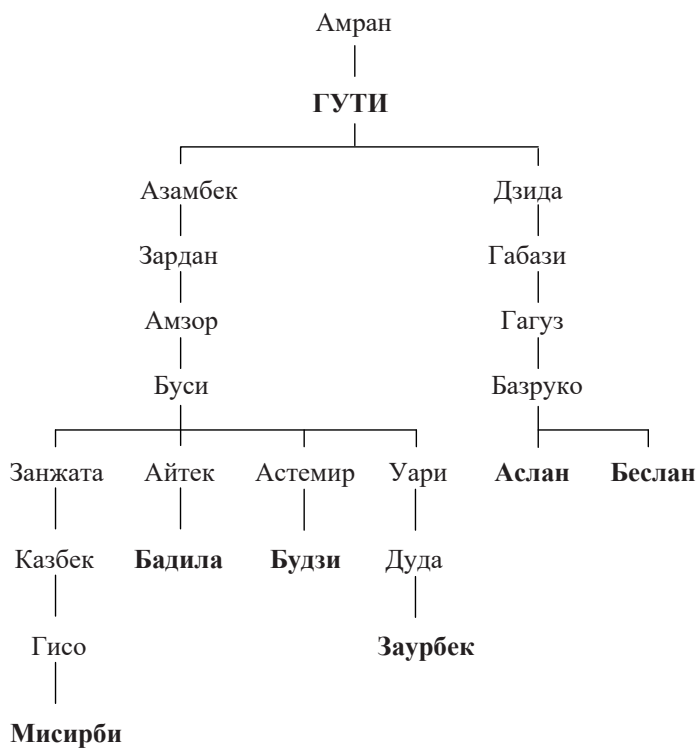 Амран
ГУТИ
Азамбек Дзида
Зардан Габази
Амзор Гагуз
Буси Базруко
Занжата Айтек Астемир Уари Аслан Беслан
Казбек Бадила Будзи Дуда
Гисо Заурбек
Мисирби